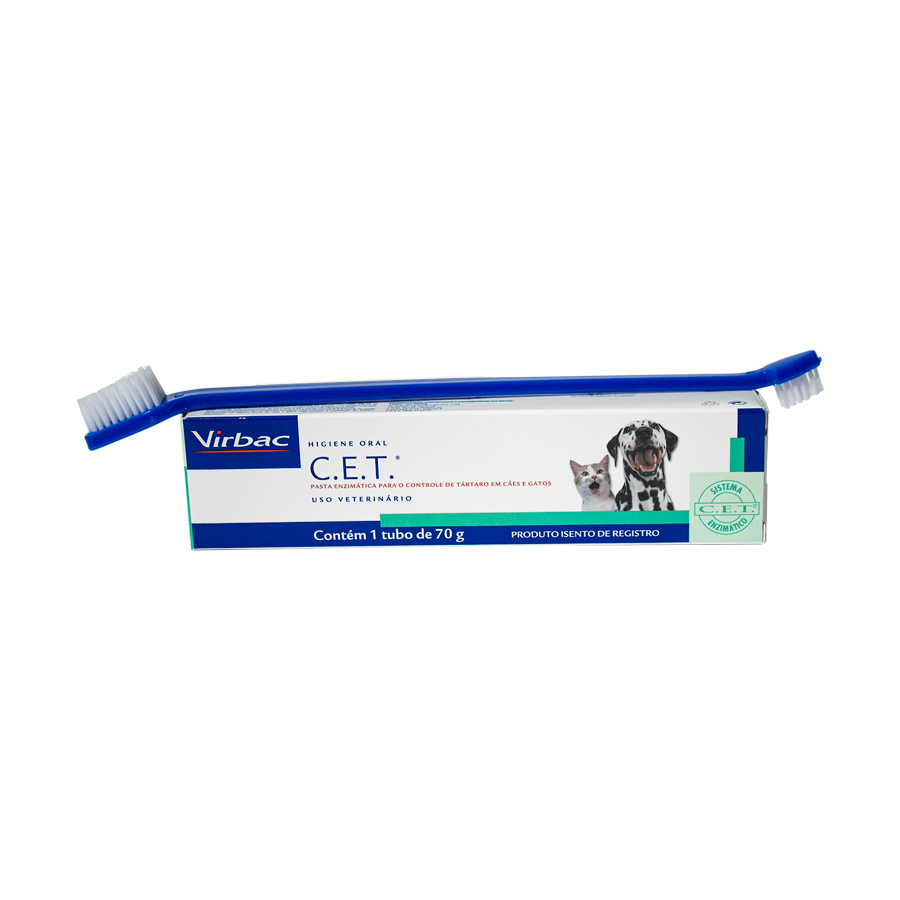 Virbac
HIGIENE ORAL
C.E.T.®
PASTA ENZIMÁTICA PARA O CONTROLE DE TÁRTARO EM CÃES E GATOS
USO VETERINÁRIO
SISTEMA
C.E.T.
ENZIMÁTICO
Contém 1 tubo de 70 g
PRODUTO ISENTO DE REGISTRO